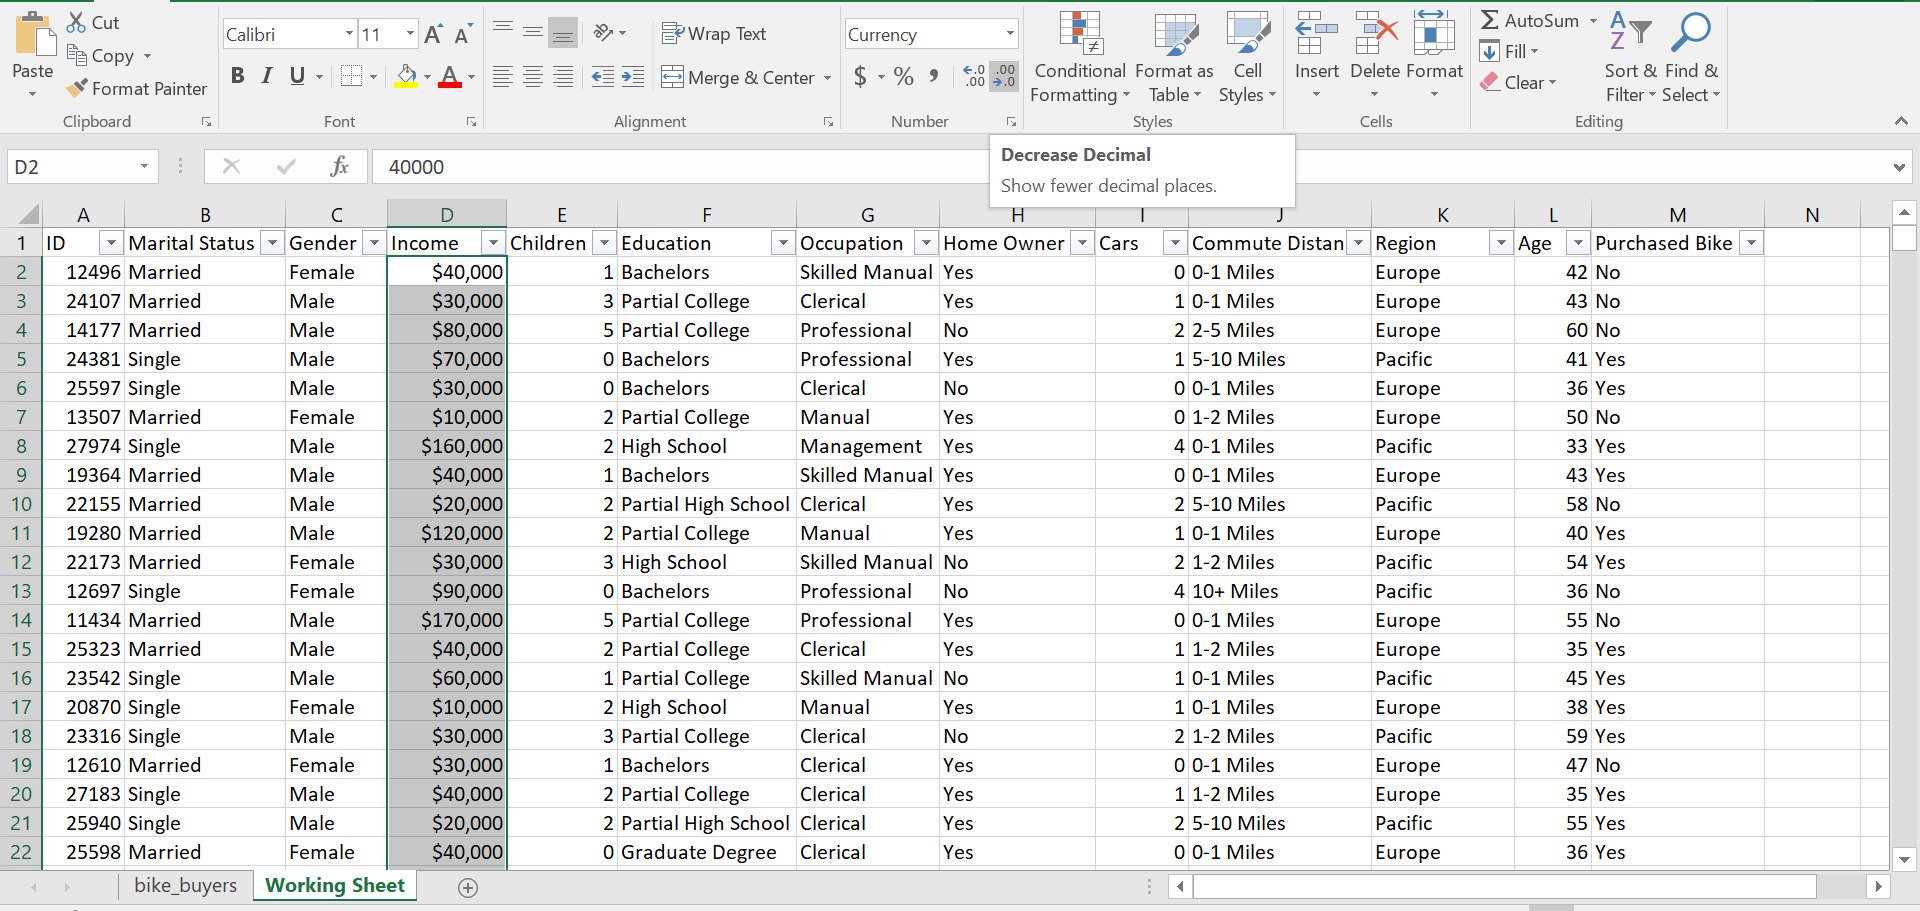 Cut
Copy
Format Painter
Paste
Clipboard
Calibri 11 A A
B I U A
Font
Wrap Text
Merge & Center
Alignment
Currency
$ % , .0 .00 .00 .0
Number
Conditional Formatting
Format as Table
Cell Styles
Styles
Insert Delete Format
Cells
AutoSum
Fill
Clear
A Z
Sort & Filter
Find & Select
Editing
D2 fx 40000
Decrease Decimal
Show fewer decimal places.
A B C D E F G H I J K L M N
1 ID Marital Status Gender Income Children Education Occupation Home Owner Cars Commute Distan Region Age Purchased Bike
2 12496 Married Female $40,000 1 Bachelors Skilled Manual Yes 0 0-1 Miles Europe 42 No
3 24107 Married Male $30,000 3 Partial College Clerical Yes 1 0-1 Miles Europe 43 No
4 14177 Married Male $80,000 5 Partial College Professional No 2 2-5 Miles Europe 60 No
5 24381 Single Male $70,000 0 Bachelors Professional Yes 1 5-10 Miles Pacific 41 Yes
6 25597 Single Male $30,000 0 Bachelors Clerical No 0 0-1 Miles Europe 36 Yes
7 13507 Married Female $10,000 2 Partial College Manual Yes 0 1-2 Miles Europe 50 No
8 27974 Single Male $160,000 2 High School Management Yes 4 0-1 Miles Pacific 33 Yes
9 19364 Married Male $40,000 1 Bachelors Skilled Manual Yes 0 0-1 Miles Europe 43 Yes
10 22155 Married Male $20,000 2 Partial High School Clerical Yes 2 5-10 Miles Pacific 58 No
11 19280 Married Male $120,000 2 Partial College Manual Yes 1 0-1 Miles Europe 40 Yes
12 22173 Married Female $30,000 3 High School Skilled Manual No 2 1-2 Miles Pacific 54 Yes
13 12697 Single Female $90,000 0 Bachelors Professional No 4 10+ Miles Pacific 36 No
14 11434 Married Male $170,000 5 Partial College Professional Yes 0 0-1 Miles Europe 55 No
15 25323 Married Male $40,000 2 Partial College Clerical Yes 1 1-2 Miles Europe 35 Yes
16 23542 Single Male $60,000 1 Partial College Skilled Manual No 1 0-1 Miles Pacific 45 Yes
17 20870 Single Female $10,000 2 High School Manual Yes 1 0-1 Miles Europe 38 Yes
18 23316 Single Male $30,000 3 Partial College Clerical No 2 1-2 Miles Pacific 59 Yes
19 12610 Married Female $30,000 1 Bachelors Clerical Yes 0 0-1 Miles Europe 47 No
20 27183 Single Male $40,000 2 Partial College Clerical Yes 1 1-2 Miles Europe 35 Yes
21 25940 Single Male $20,000 2 Partial High School Clerical Yes 2 5-10 Miles Pacific 55 Yes
22 25598 Married Female $40,000 0 Graduate Degree Clerical Yes 0 0-1 Miles Europe 36 Yes
bike_buyers Working Sheet